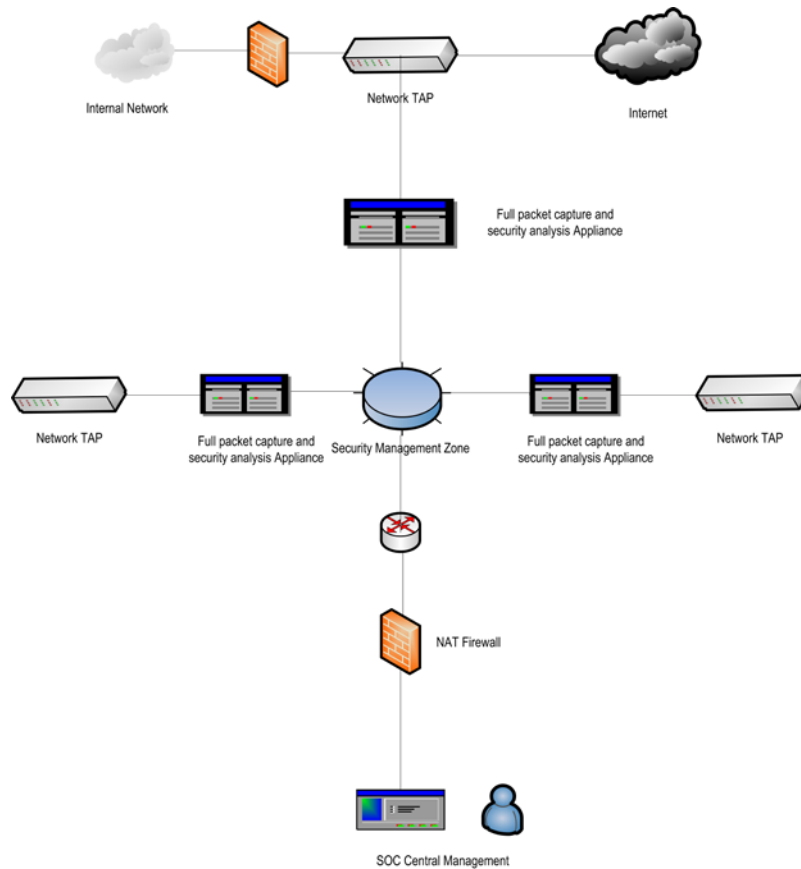 Internal Network
Network TAP
Internet
Full packet capture and
security analysis Appliance
Network TAP
Full packet capture and
security analysis Appliance
Security Management Zone
Full packet capture and
security analysis Appliance
Network TAP
NAT Firewall
SOC Central Management